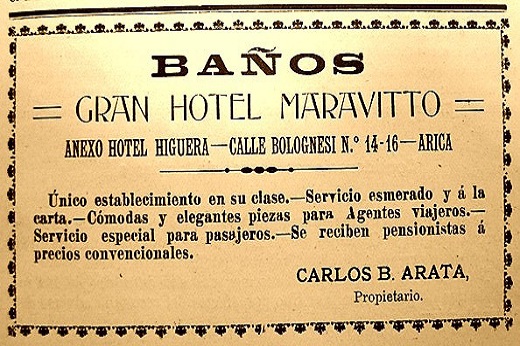 BAÑOS
= GRAN HOTEL MARAVITTO =
ANEXO HOTEL HIGUERA—CALLE BOLOGNESI N.° 14-16—ARICA
Único establecimiento en su clase.—Servicio esmerado y á la
carta.—Cómodas y elegantes piezas para Agentes viajeros.—
Servicio especial para pasajeros.—Se reciben pensionistas á
precios convencionales.
CARLOS B. ARATA,
Propietario.